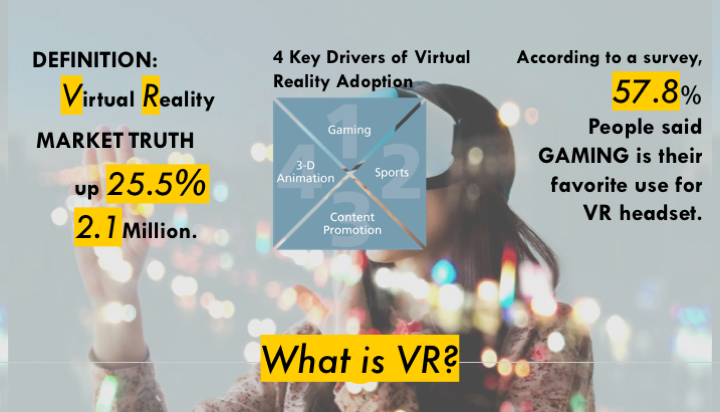 DEFINITION:
Virtual Reality
MARKET TRUTH
up 25.5%
2.1 Million.
4 Key Drivers of Virtual
Reality Adoption
1
Gaming
4
3-D
Animation
2
Sports
3
Content
Promotion
According to a survey,
57.8%
People said
GAMING is their
favorite use for
VR headset.
What is VR?